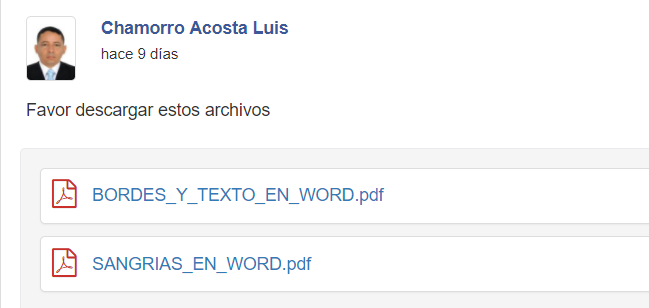 Chamorro Acosta Luis
hace 9 días
Favor descargar estos archivos
BORDES_Y_TEXTO_EN_WORD.pdf
SANGRIAS_EN_WORD.pdf